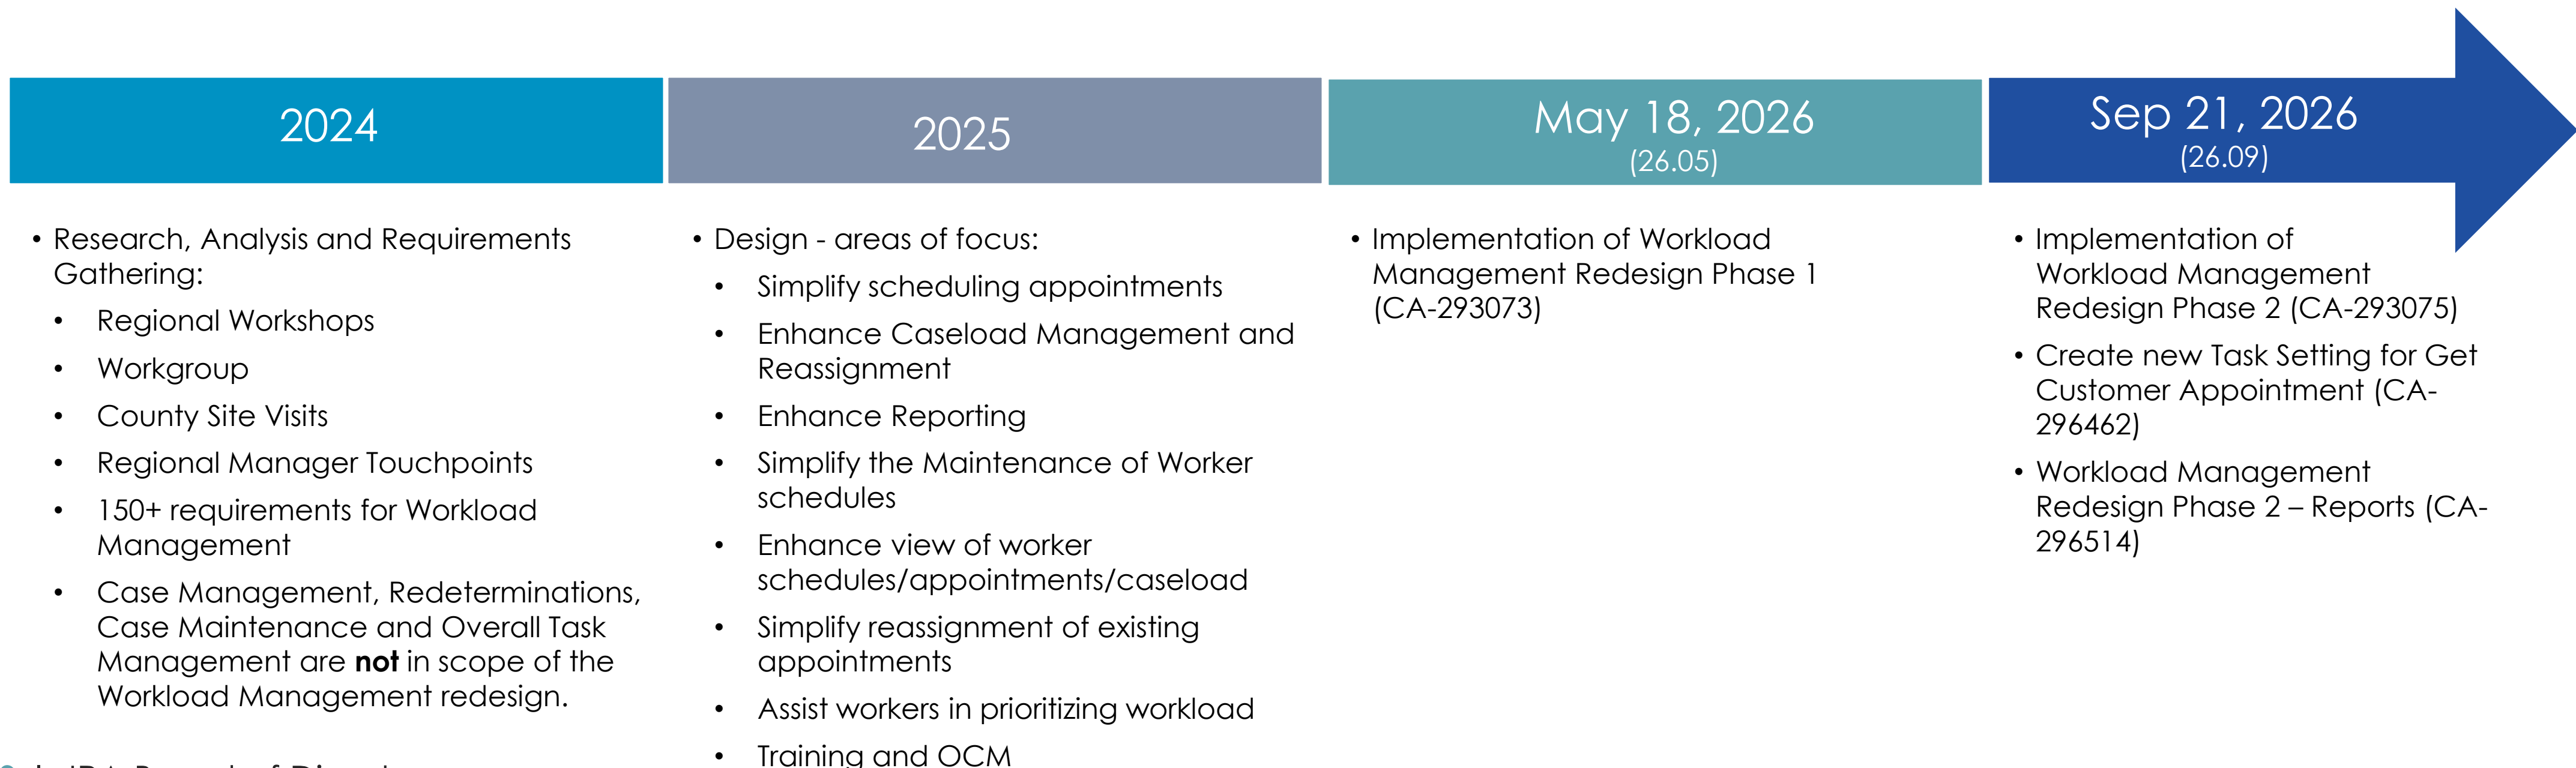 2024
• Research, Analysis and Requirements
Gathering:
• Regional Workshops
• Workgroup
• County Site Visits
• Regional Manager Touchpoints
• 150+ requirements for Workload
Management
• Case Management, Redeterminations,
Case Maintenance and Overall Task
Management are not in scope of the
Workload Management redesign.
2025
• Design - areas of focus:
• Simplify scheduling appointments
• Enhance Caseload Management and
Reassignment
• Enhance Reporting
• Simplify the Maintenance of Worker
schedules
• Enhance view of worker
schedules/appointments/caseload
• Simplify reassignment of existing
appointments
• Assist workers in prioritizing workload
• Training and OCM
May 18, 2026
(26.05)
• Implementation of Workload
Management Redesign Phase 1
(CA-293073)
Sep 21, 2026
(26.09)
• Implementation of
Workload Management
Redesign Phase 2 (CA-293075)
• Create new Task Setting for Get
Customer Appointment (CA-
296462)
• Workload Management
Redesign Phase 2 – Reports (CA-
296514)